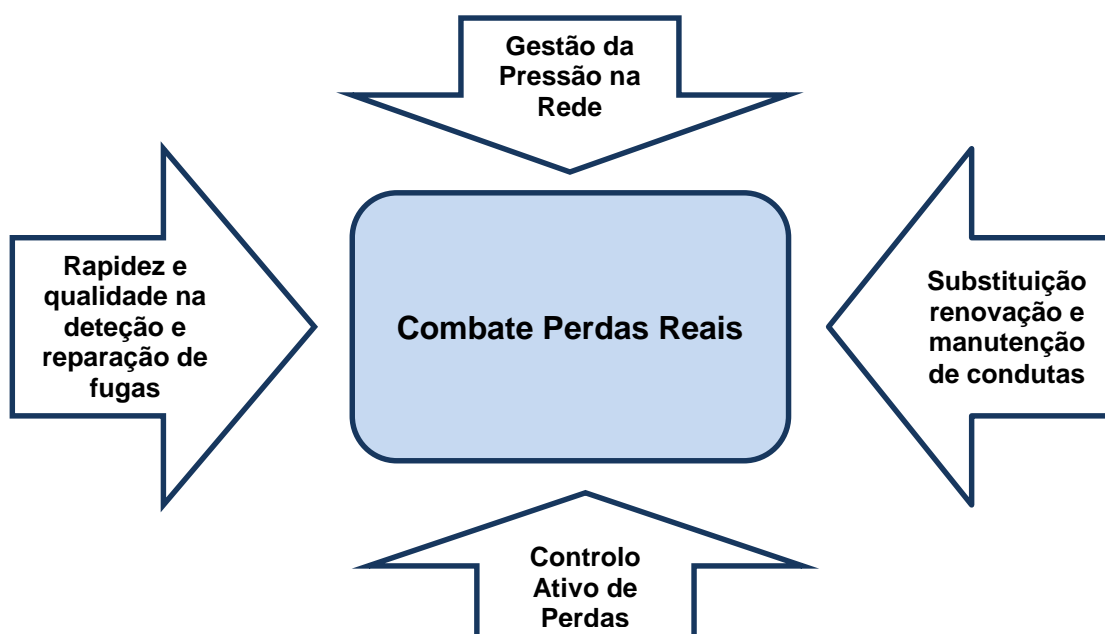 Gestão da
Pressão na
Rede
Rapidez e
qualidade na
deteção e
reparação de
fugas
Combate Perdas Reais
Substituição
renovação e
manutenção
de condutas
Controlo
Ativo de
Perdas